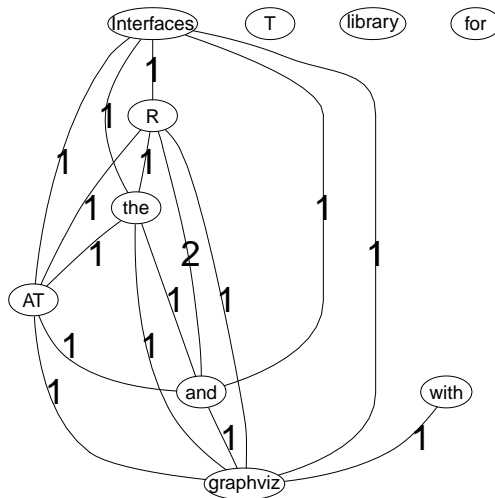 Interfaces T library for
1
R
1 1
1
the
1 1
1 2
AT 1 1
1 1
1
and with
1 1
graphviz